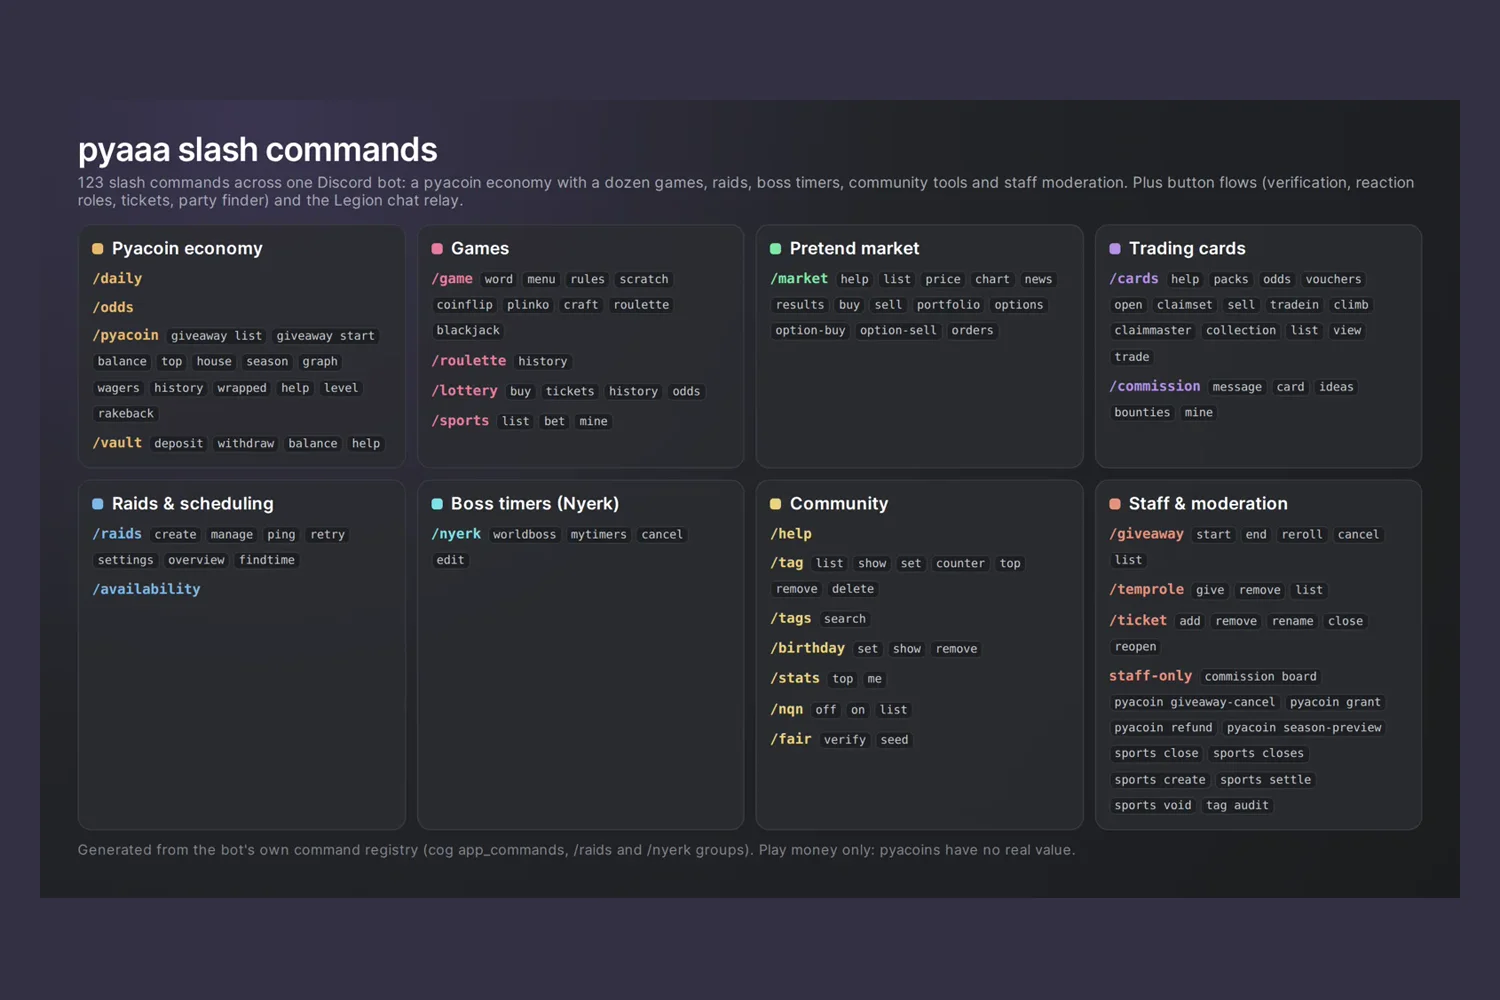 pyaaa slash commands
123 slash commands across one Discord bot: a pyacoin economy with a dozen games, raids, boss timers, community tools and staff moderation. Plus button flows (verification, reaction
roles, tickets, party finder) and the Legion chat relay.
Pyacoin economy
/daily
/odds
/pyacoin giveaway list giveaway start
balance top house season graph
wagers history wrapped help level
rakeback
/vault deposit withdraw balance help
Games
/game word menu rules scratch
coinflip plinko craft roulette
blackjack
/roulette history
/lottery buy tickets history odds
/sports list bet mine
Pretend market
/market help list price chart news
results buy sell portfolio options
option-buy option-sell orders
Trading cards
/cards help packs odds vouchers
open claimset sell tradein climb
claimmaster collection list view
trade
/commission message card ideas
bounties mine
Raids & scheduling
/raids create manage ping retry
settings overview findtime
/availability
Boss timers (Nyerk)
/nyerk worldboss mytimers cancel
edit
Community
/help
/tag list show set counter top
remove delete
/tags search
/birthday set show remove
/stats top me
/nqn off on list
/fair verify seed
Staff & moderation
/giveaway start end reroll cancel
list
/temprole give remove list
/ticket add remove rename close
reopen
staff-only commission board
pyacoin giveaway-cancel pyacoin grant
pyacoin refund pyacoin season-preview
sports close sports closes
sports create sports settle
sports void tag audit
Generated from the bot's own command registry (cog app_commands, /raids and /nyerk groups). Play money only: pyacoins have no real value.